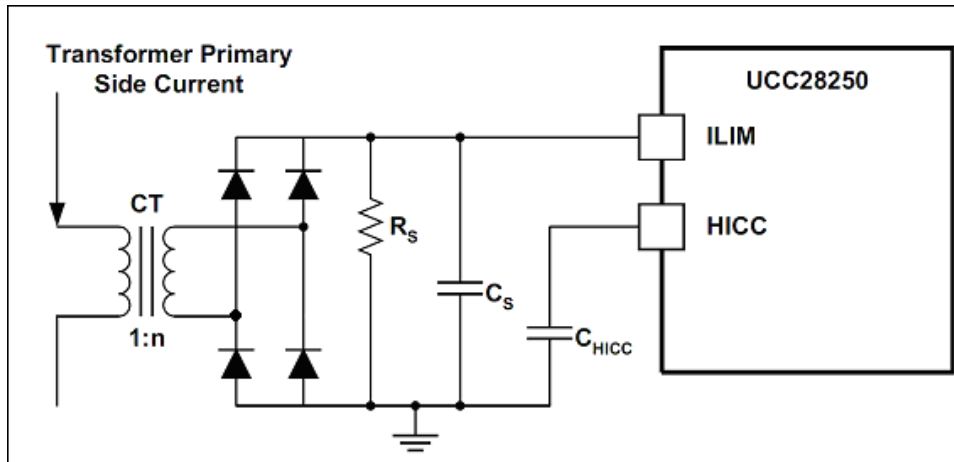 Transformer Primary
Side Current
UCC28250
ILIM
CT
HICC
RS
CS
1:n
CHICC